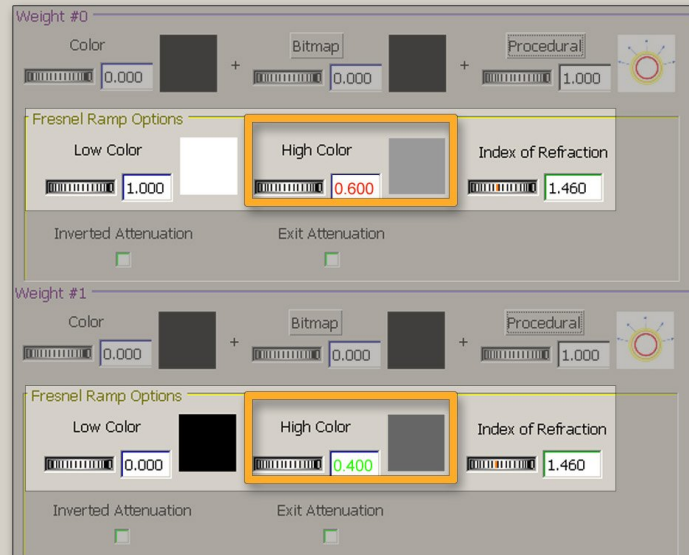 Weight #0
Color Bitmap Procedural
0.000 + 0.000 + 1.000
Fresnel Ramp Options
Low Color High Color Index of Refraction
1.000 0.600 1.460
Inverted Attenuation Exit Attenuation
Weight #1
Color Bitmap Procedural
0.000 + 0.000 + 1.000
Fresnel Ramp Options
Low Color High Color Index of Refraction
0.000 0.400 1.460
Inverted Attenuation Exit Attenuation